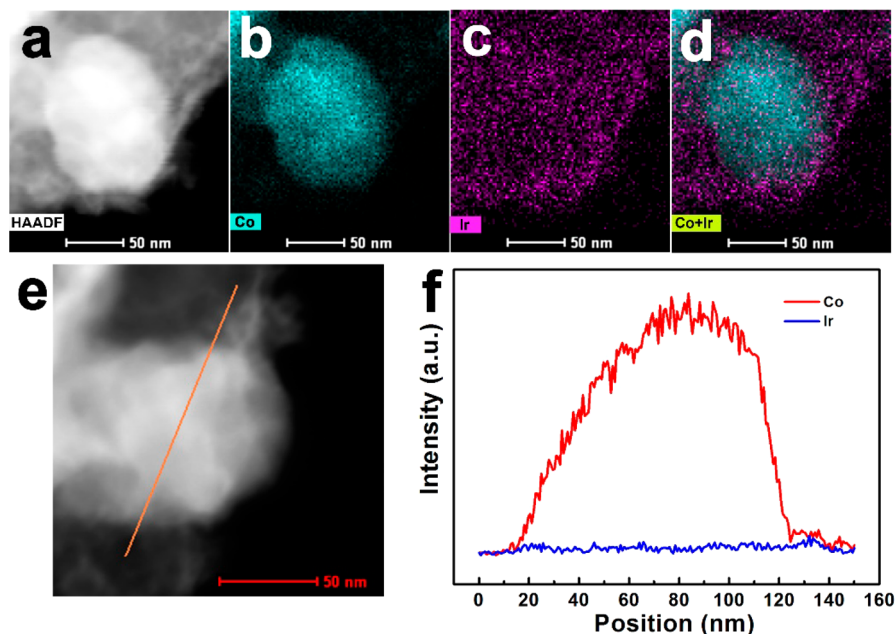 a
HAADF
50 nm
b
Co
50 nm
c
Ir
50 nm
d
Co+Ir
50 nm
e
50 nm
f
Intensity (a.u.)
Co
Ir
0 20 40 60 80 100 120 140 160
Position (nm)